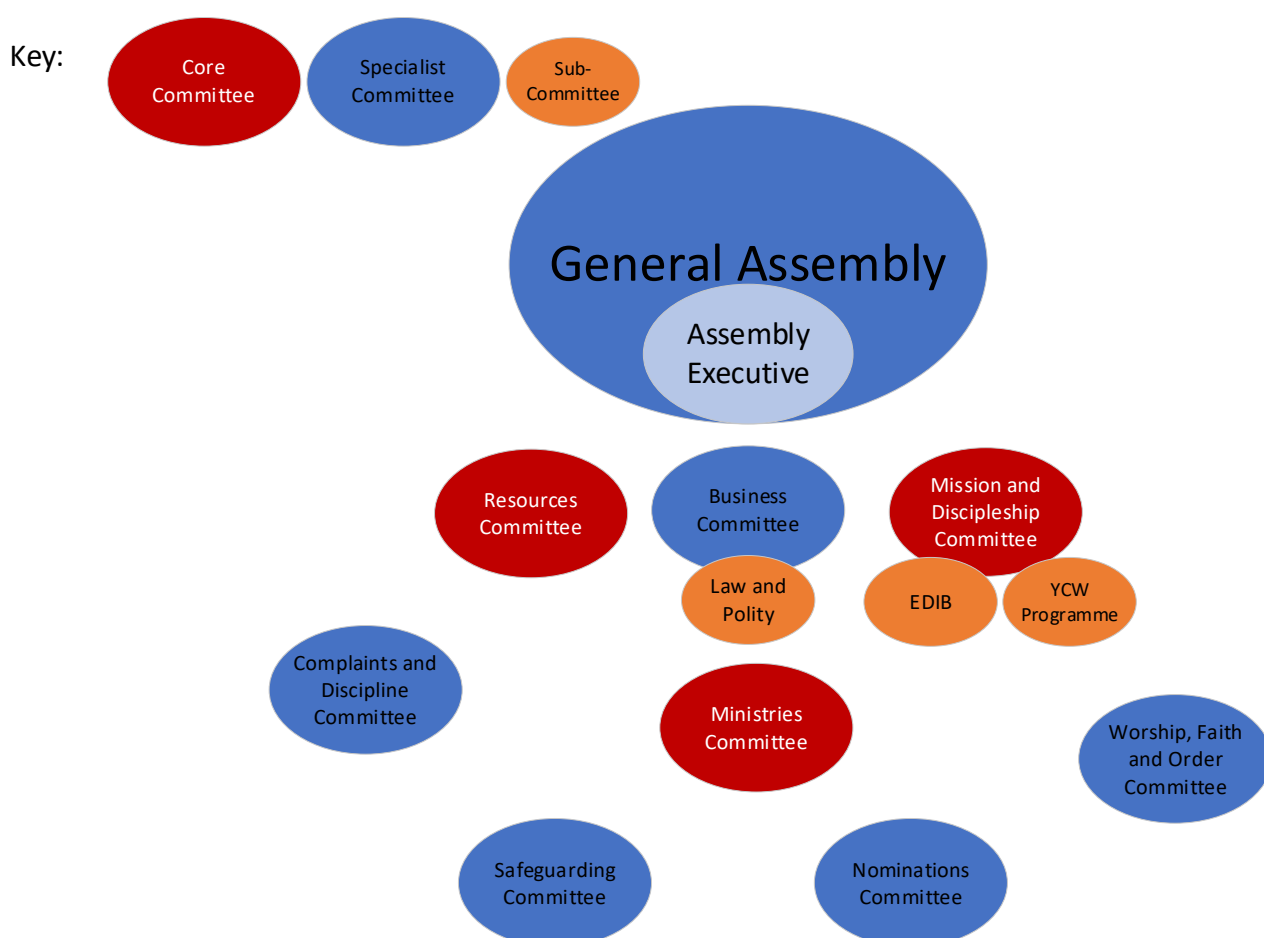 Key:
Core
Committee
Specialist
Committee
Sub-
Committee
General Assembly
Assembly
Executive
Resources
Committee
Business
Committee
Mission and
Discipleship
Committee
Law and
Polity
EDIB
YCW
Programme
Complaints and
Discipline
Committee
Ministries
Committee
Worship, Faith
and Order
Committee
Safeguarding
Committee
Nominations
Committee